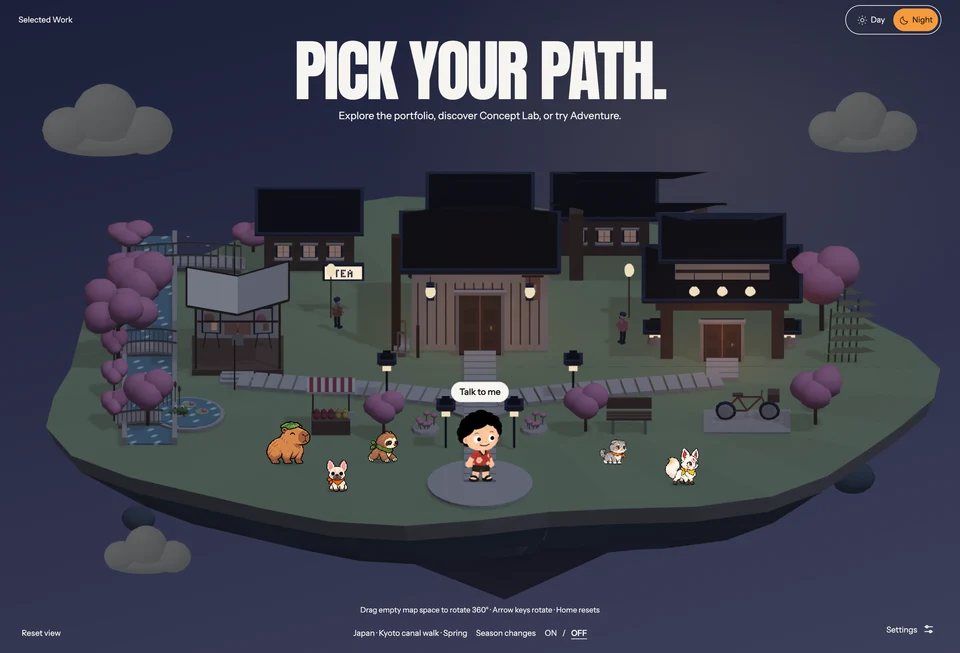 Selected Work
Day
Night
PICK YOUR PATH.
Explore the portfolio, discover Concept Lab, or try Adventure.
TEA
Talk to me
Drag empty map space to rotate 360° · Arrow keys rotate · Home resets
Reset view
Japan · Kyoto canal walk · Spring Season changes ON / OFF
Settings